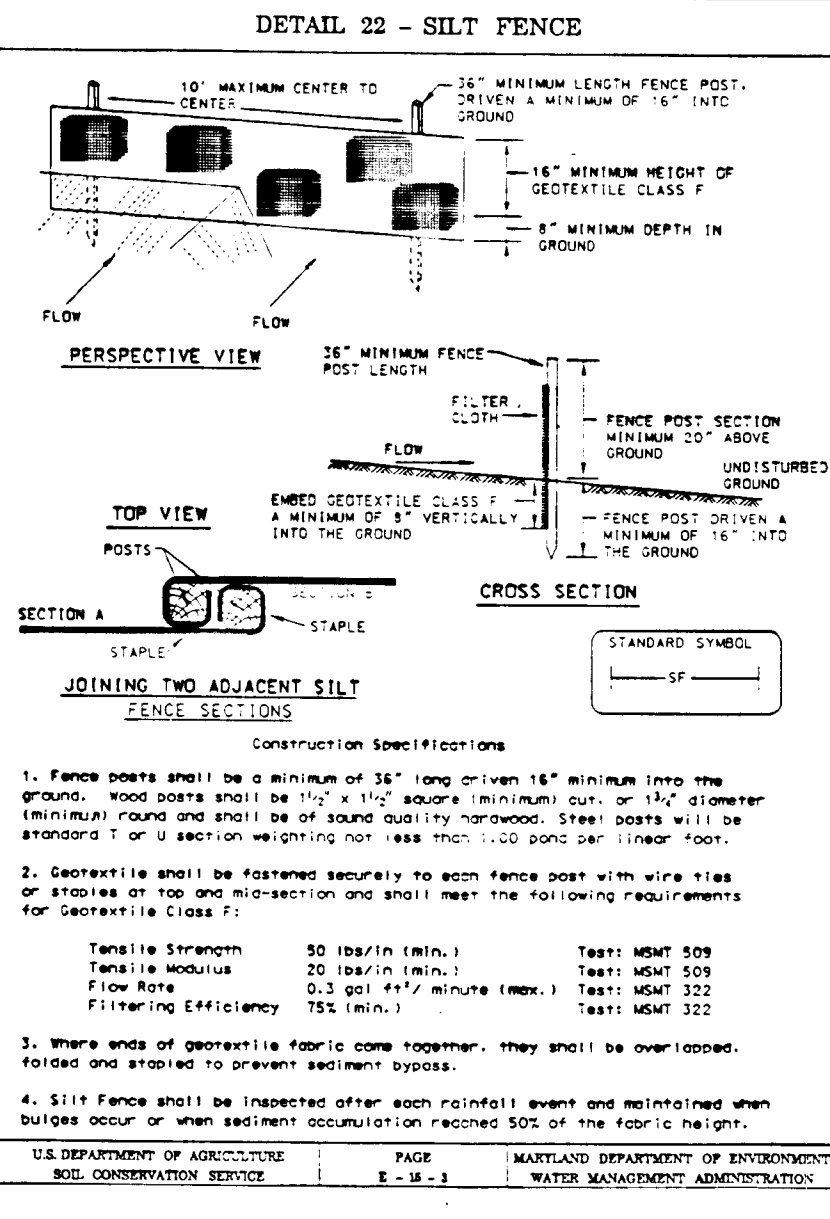 DETAIL 22 - SILT FENCE
10' MAXIMUM CENTER TO
CENTER
36" MINIMUM LENGTH FENCE POST,
DRIVEN A MINIMUM OF 16" INTO
GROUND
16" MINIMUM HEIGHT OF
GEOTEXTILE CLASS F
8" MINIMUM DEPTH IN
GROUND
FLOW
FLOW
PERSPECTIVE VIEW
36" MINIMUM FENCE
POST LENGTH
FILTER
CLOTH
FENCE POST SECTION
MINIMUM 20" ABOVE
GROUND
FLOW
UNDISTURBED
GROUND
EMBED GEOTEXTILE CLASS F
A MINIMUM OF 8" VERTICALLY
INTO THE GROUND
FENCE POST DRIVEN A
MINIMUM OF 16" INTO
THE GROUND
TOP VIEW
POSTS
SECTION B
SECTION A
STAPLE
STAPLE
CROSS SECTION
JOINING TWO ADJACENT SILT
FENCE SECTIONS
STANDARD SYMBOL
SF
Construction Specifications
1. Fence posts shall be a minimum of 36" long driven 16" minimum into the
ground. Wood posts shall be 1 1/2" x 1 1/2" square (minimum) cut, or 1 3/4" diameter
(minimum) round and shall be of sound quality hardwood. Steel posts will be
standard T or U section weighting not less than 1.00 pond per linear foot.
2. Geotextile shall be fastened securely to each fence post with wire ties
or staples at top and mid-section and shall meet the following requirements
for Geotextile Class F:
Tensile Strength 50 lbs/in (min.) Test: MSMT 509
Tensile Modulus 20 lbs/in (min.) Test: MSMT 509
Flow Rate 0.3 gal ft²/ minute (max.) Test: MSMT 322
Filtering Efficiency 75% (min.) Test: MSMT 322
3. Where ends of geotextile fabric come together, they shall be overlapped,
folded and stapled to prevent sediment bypass.
4. Silt Fence shall be inspected after each rainfall event and maintained when
bulges occur or when sediment accumulation reached 50% of the fabric height.
U.S. DEPARTMENT OF AGRICULTURE
SOIL CONSERVATION SERVICE
PAGE
E - 15 - 3
MARYLAND DEPARTMENT OF ENVIRONMENT
WATER MANAGEMENT ADMINISTRATION